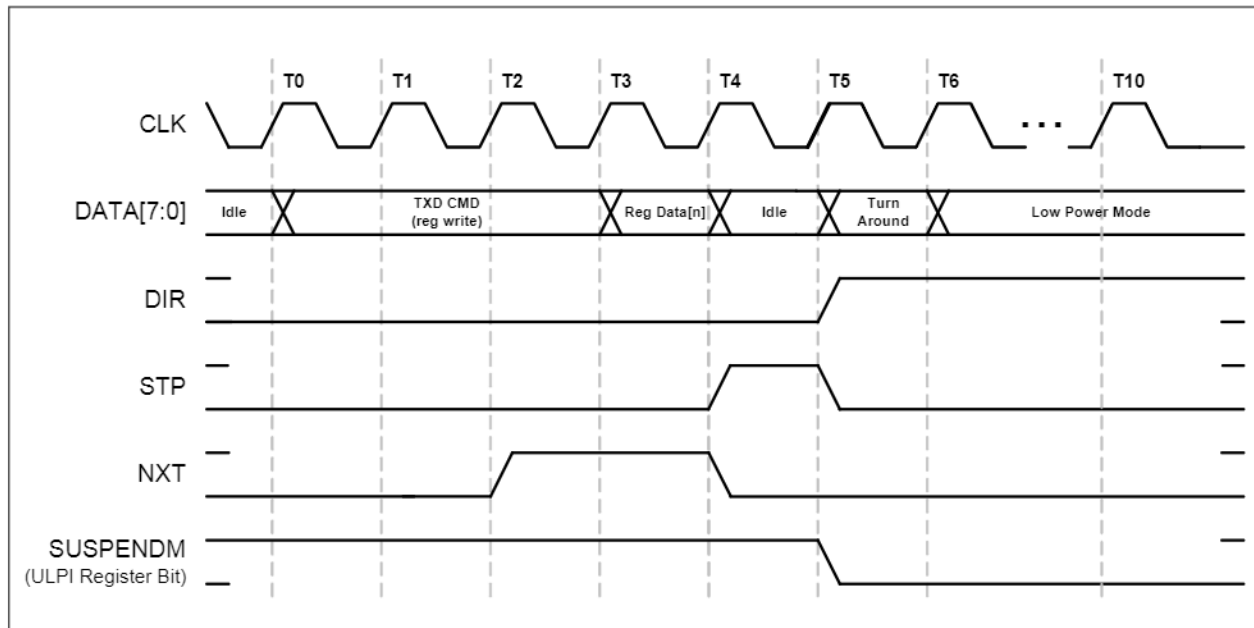 T0 T1 T2 T3 T4 T5 T6 T10
CLK
...
DATA[7:0]
Idle
TXD CMD
(reg write)
Reg Data[n]
Idle
Turn
Around
Low Power Mode
DIR
STP
NXT
SUSPENDM
(ULPI Register Bit)